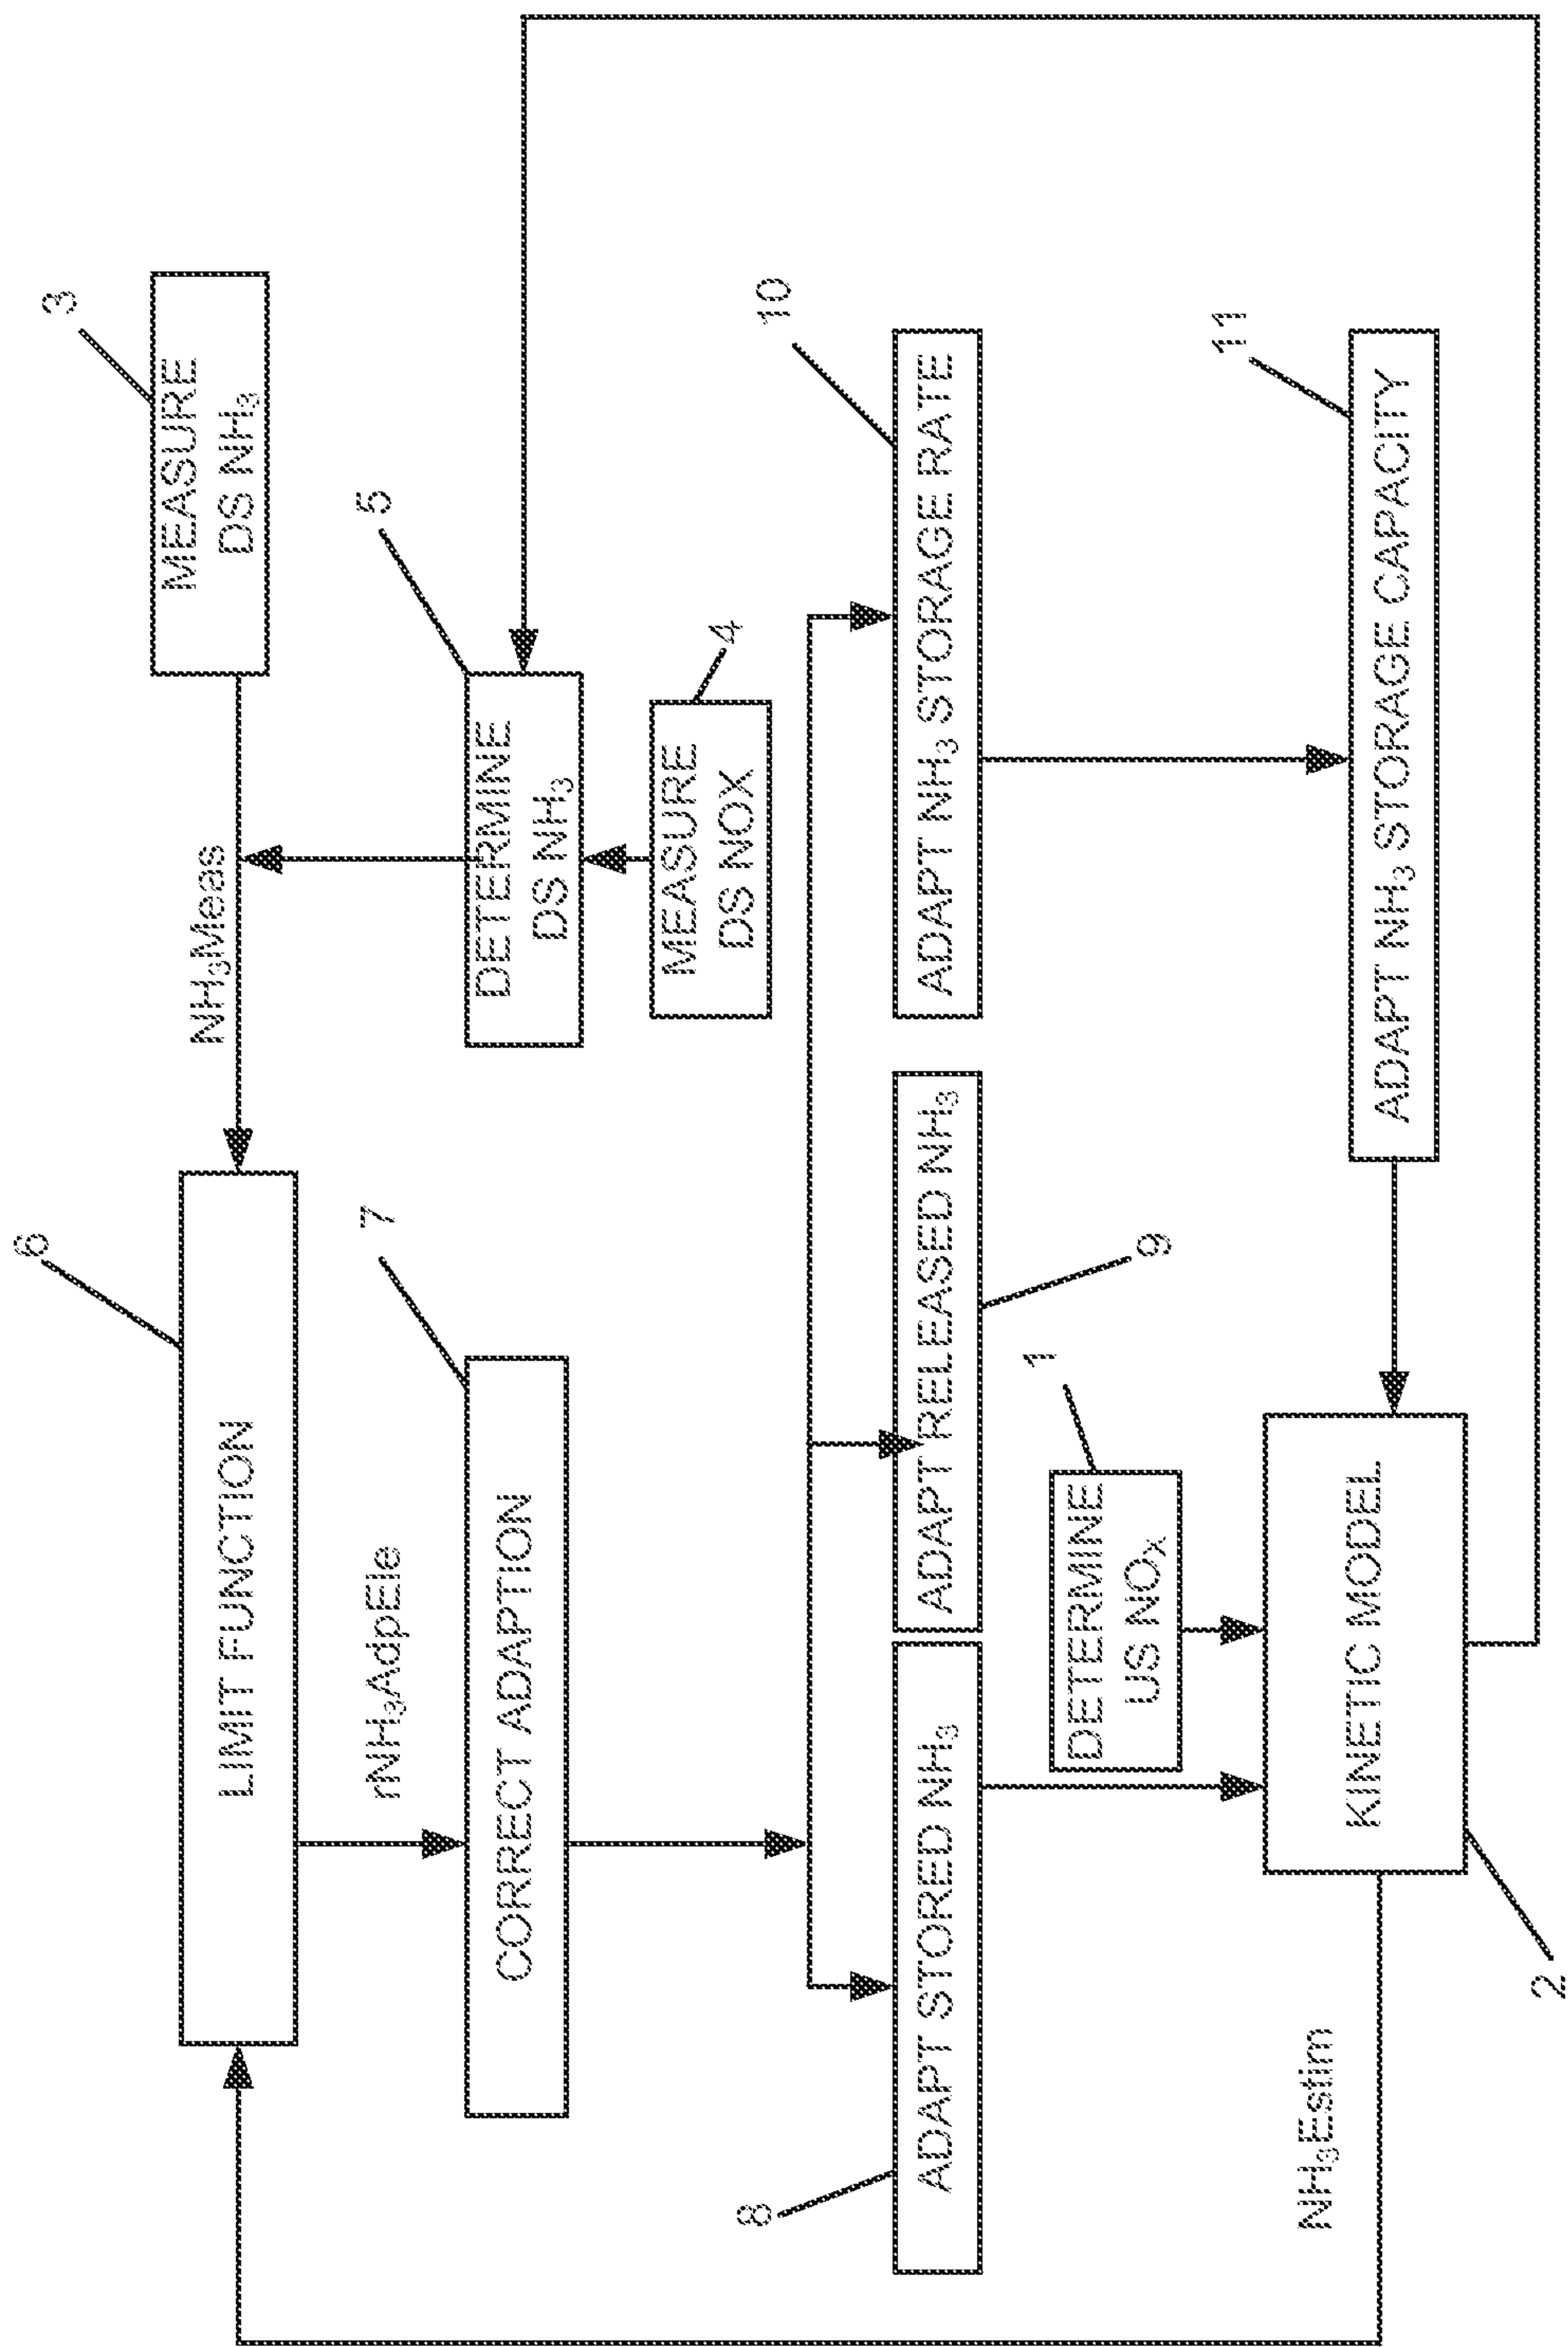 6
LIMIT FUNCTION
NH₃Meas
3
MEASURE
DS NH₃
rNH₃AdpEle
7
CORRECT ADAPTION
5
DETERMINE
DS NH₃
4
MEASURE
DS NOX
8
ADAPT STORED NH₃
ADAPT RELEASED NH₃
9
10
ADAPT NH₃ STORAGE RATE
1
DETERMINE
US NOₓ
11
ADAPT NH₃ STORAGE CAPACITY
KINETIC MODEL
2
NH₃Estim